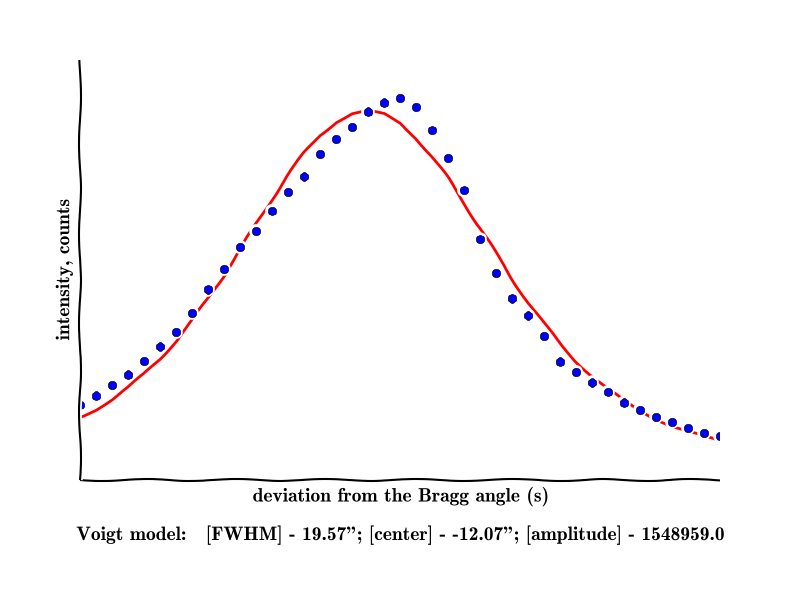 intensity, counts
deviation from the Bragg angle (s)
Voigt model: [FWHM] - 19.57”; [center] - -12.07”; [amplitude] - 1548959.0